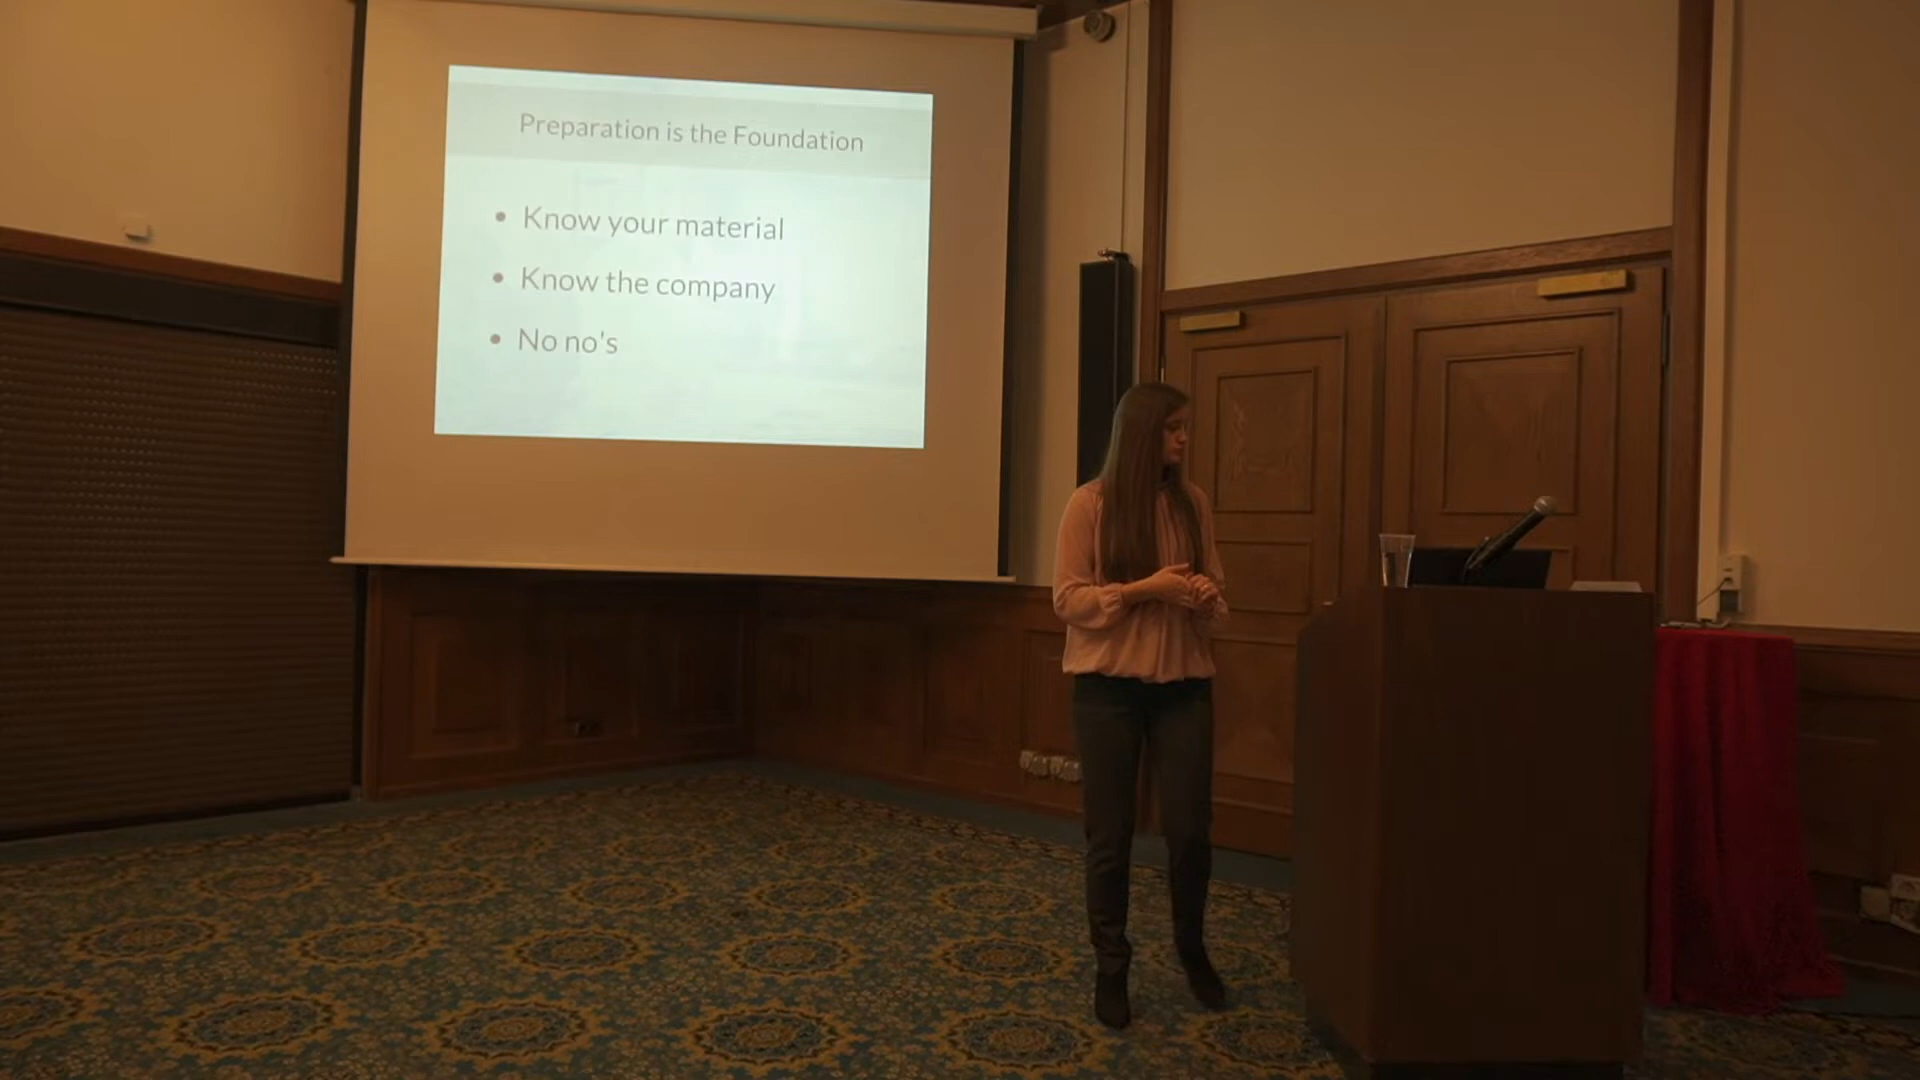 Preparation is the Foundation
• Know your material
• Know the company
• No no's